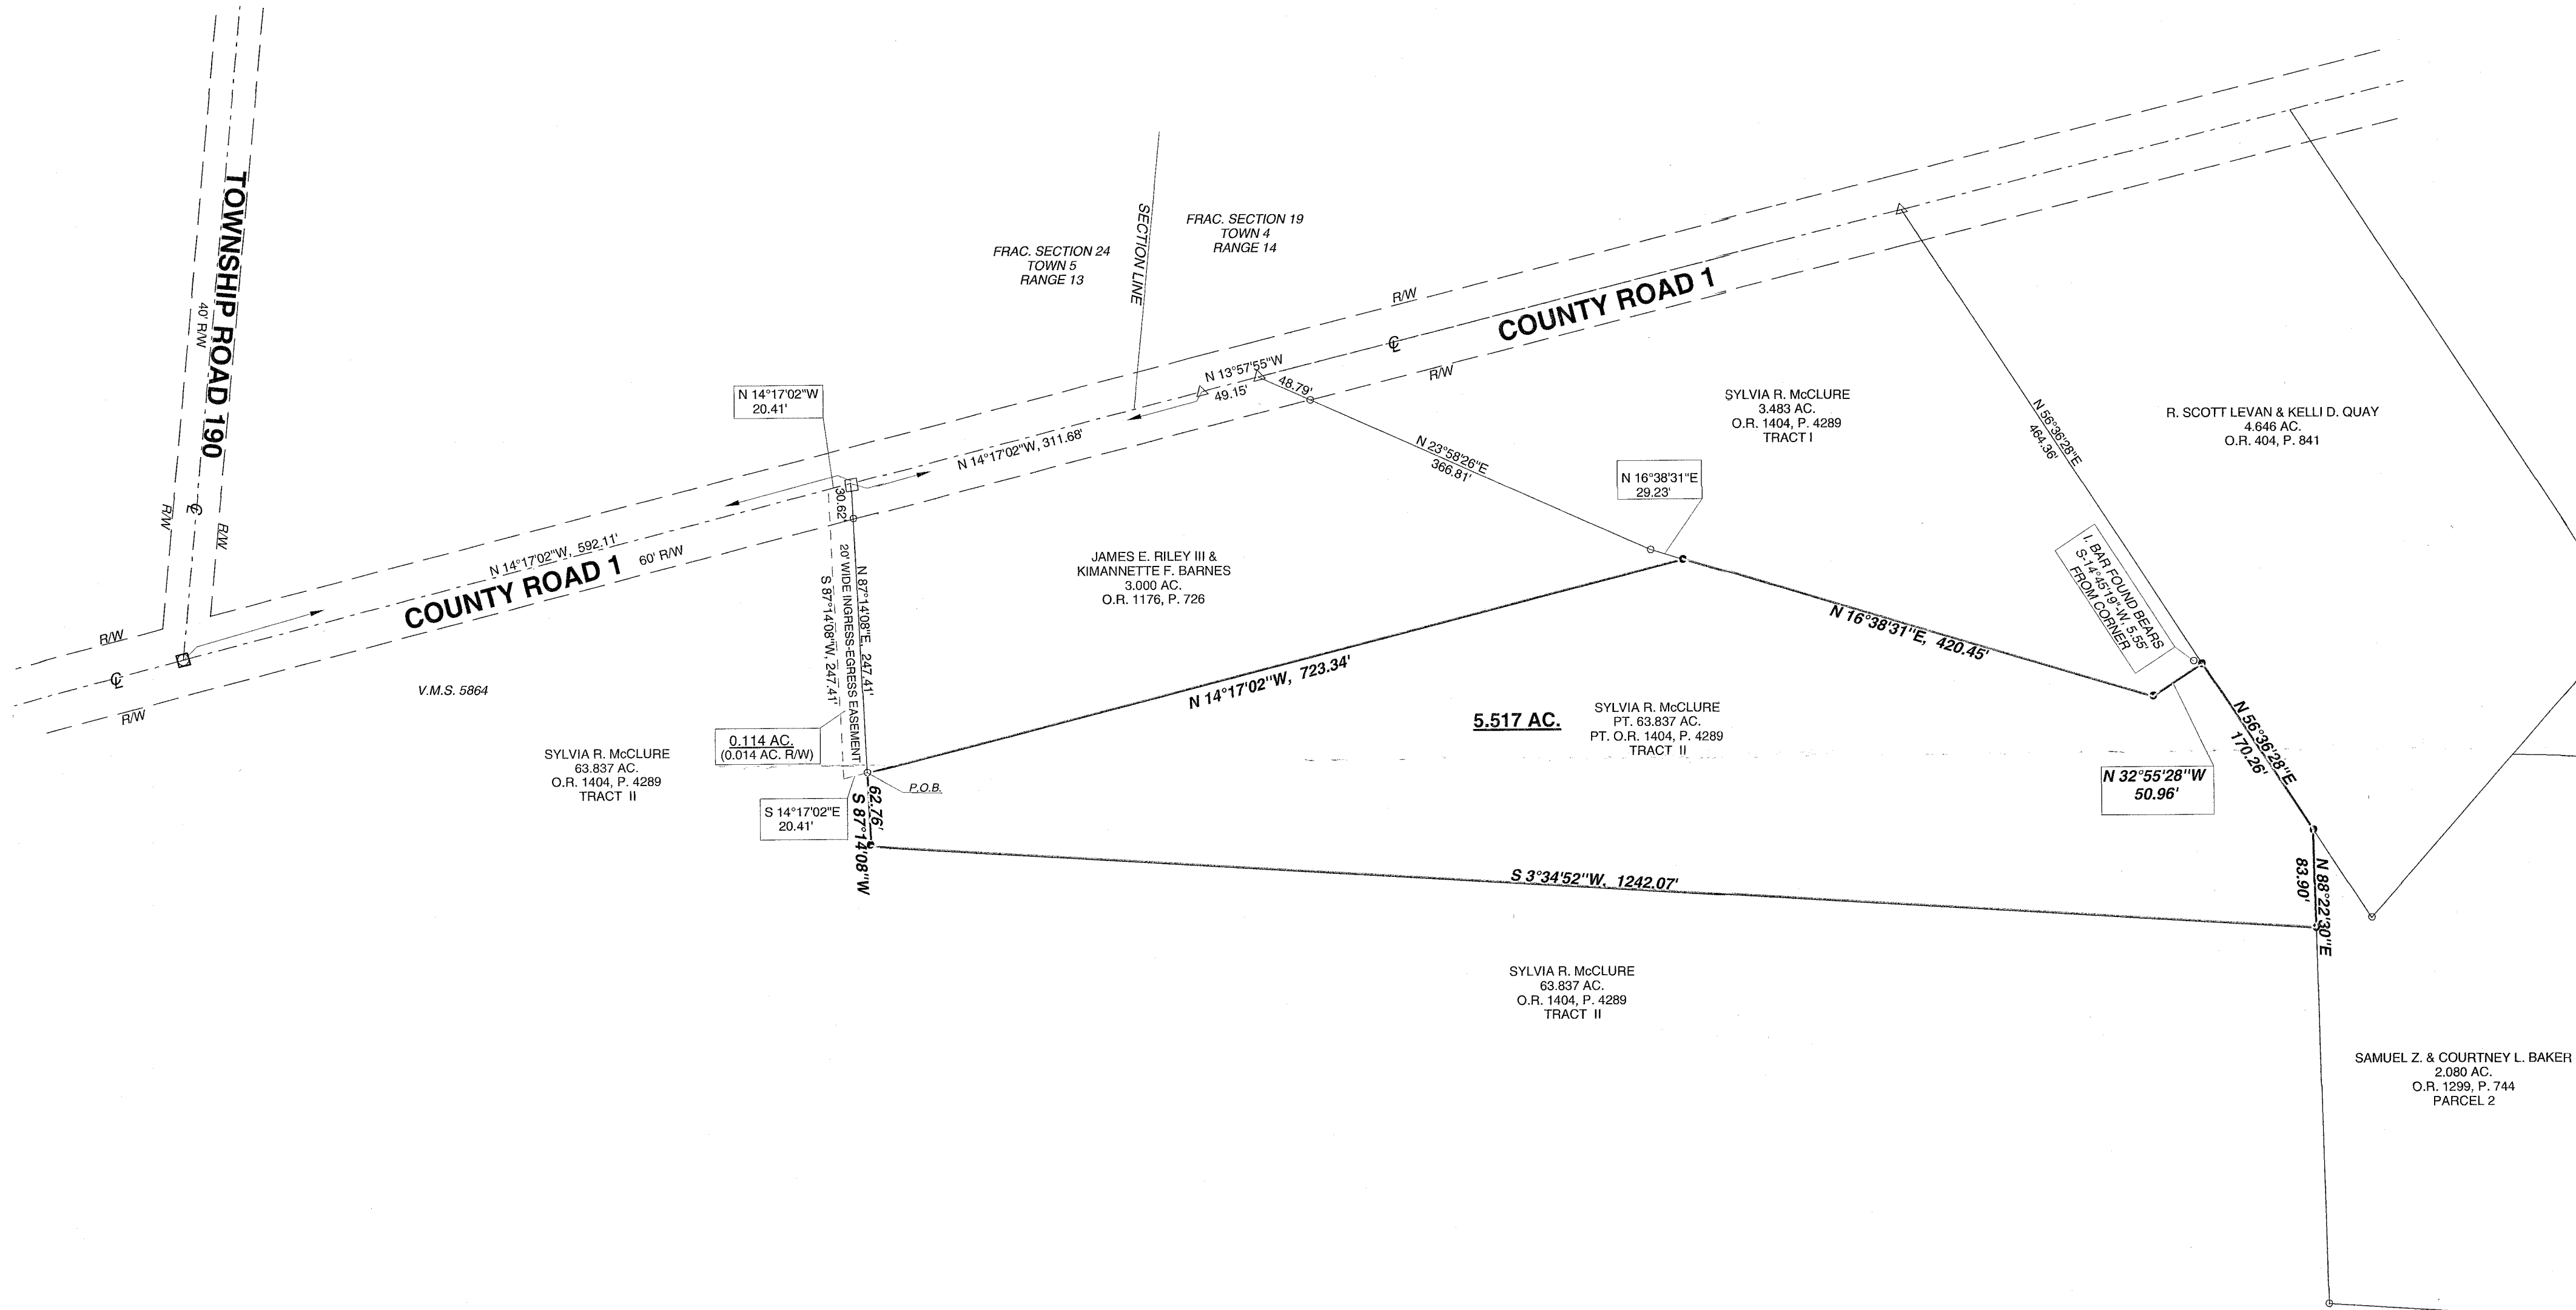 TOWNSHIP ROAD 190
40' R/W
R/W
R/W
R/W
R/W
N 14°17'02"W, 592.11'
COUNTY ROAD 1
60' R/W
V.M.S. 5864
N 14°17'02"W
20.41'
FRAC. SECTION 24
TOWN 5
RANGE 13
SECTION LINE
FRAC. SECTION 19
TOWN 4
RANGE 14
N 14°17'02"W, 311.68'
N 13°57'55"W
49.15'
48.79'
R/W
R/W
COUNTY ROAD 1
30.62'
N 87°14'08"E, 247.41'
20' WIDE INGRESS-EGRESS EASEMENT
S 87°14'08"W, 247.41'
JAMES E. RILEY III &
KIMANNETTE F. BARNES
3.000 AC.
O.R. 1176, P. 726
N 23°58'26"E
366.81'
N 16°38'31"E
29.23'
SYLVIA R. McCLURE
3.483 AC.
O.R. 1404, P. 4289
TRACT I
N 56°36'28"E
464.36'
R. SCOTT LEVAN & KELLI D. QUAY
4.646 AC.
O.R. 404, P. 841
I. BAR FOUND BEARS
S-14°45'19"-W, 5.55'
FROM CORNER
N 16°38'31"E, 420.45'
N 14°17'02"W, 723.34'
5.517 AC.
SYLVIA R. McCLURE
PT. 63.837 AC.
PT. O.R. 1404, P. 4289
TRACT II
N 56°36'28"E
170.26'
N 32°55'28"W
50.96'
0.114 AC.
(0.014 AC. R/W)
SYLVIA R. McCLURE
63.837 AC.
O.R. 1404, P. 4289
TRACT II
P.O.B.
S 14°17'02"E
20.41'
62.76'
S 87°14'08"W
S 3°34'52"W, 1242.07'
N 88°22'30"E
83.90'
SYLVIA R. McCLURE
63.837 AC.
O.R. 1404, P. 4289
TRACT II
SAMUEL Z. & COURTNEY L. BAKER
2.080 AC.
O.R. 1299, P. 744
PARCEL 2